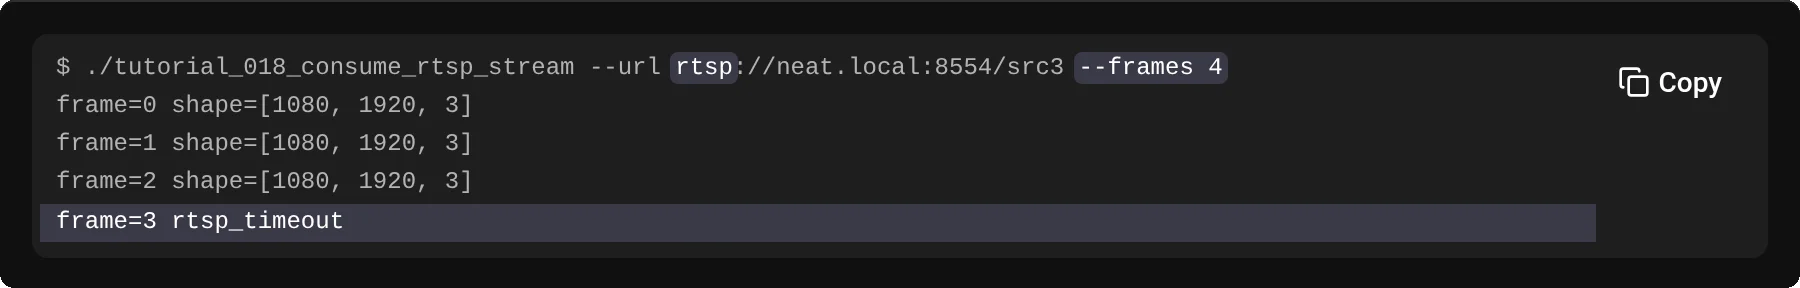 $ ./tutorial_018_consume_rtsp_stream --url rtsp://neat.local:8554/src3 --frames 4
Copy
frame=0 shape=[1080, 1920, 3]
frame=1 shape=[1080, 1920, 3]
frame=2 shape=[1080, 1920, 3]
frame=3 rtsp_timeout